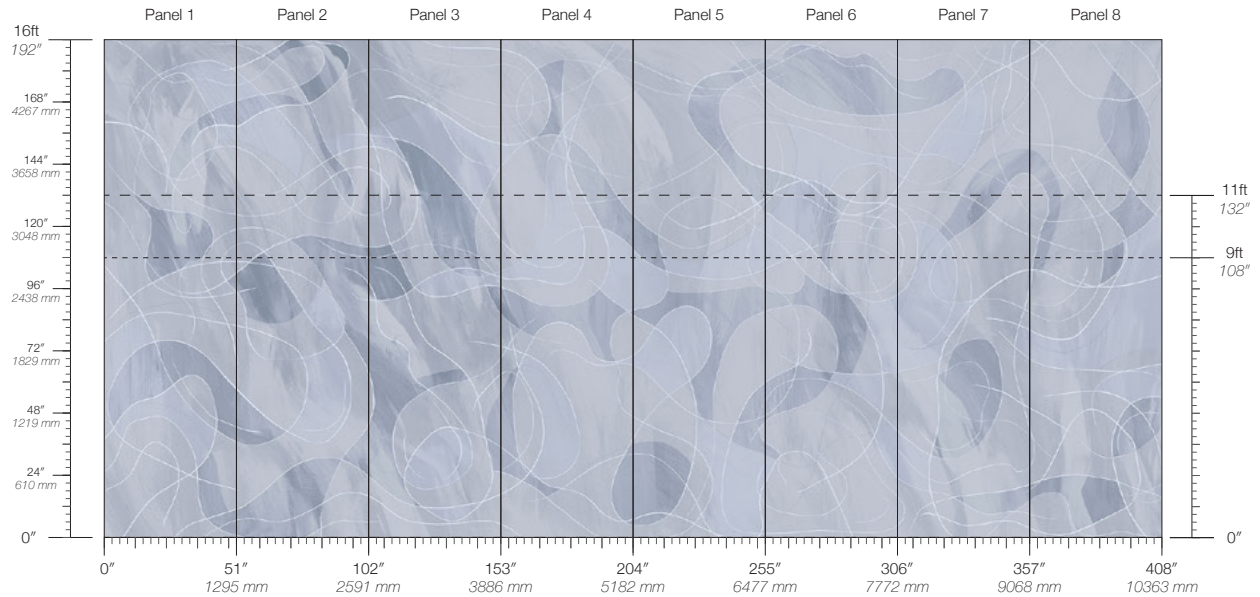 Panel 1 Panel 2 Panel 3 Panel 4 Panel 5 Panel 6 Panel 7 Panel 8
16ft
192″
168″
4267 mm
144″
3658 mm
11ft
132″
120″
3048 mm
9ft
108″
96″
2438 mm
72″
1829 mm
48″
1219 mm
24″
610 mm
0″ 0″
0″ 51″ 102″ 153″ 204″ 255″ 306″ 357″ 408″
1295 mm 2591 mm 3886 mm 5182 mm 6477 mm 7772 mm 9068 mm 10363 mm